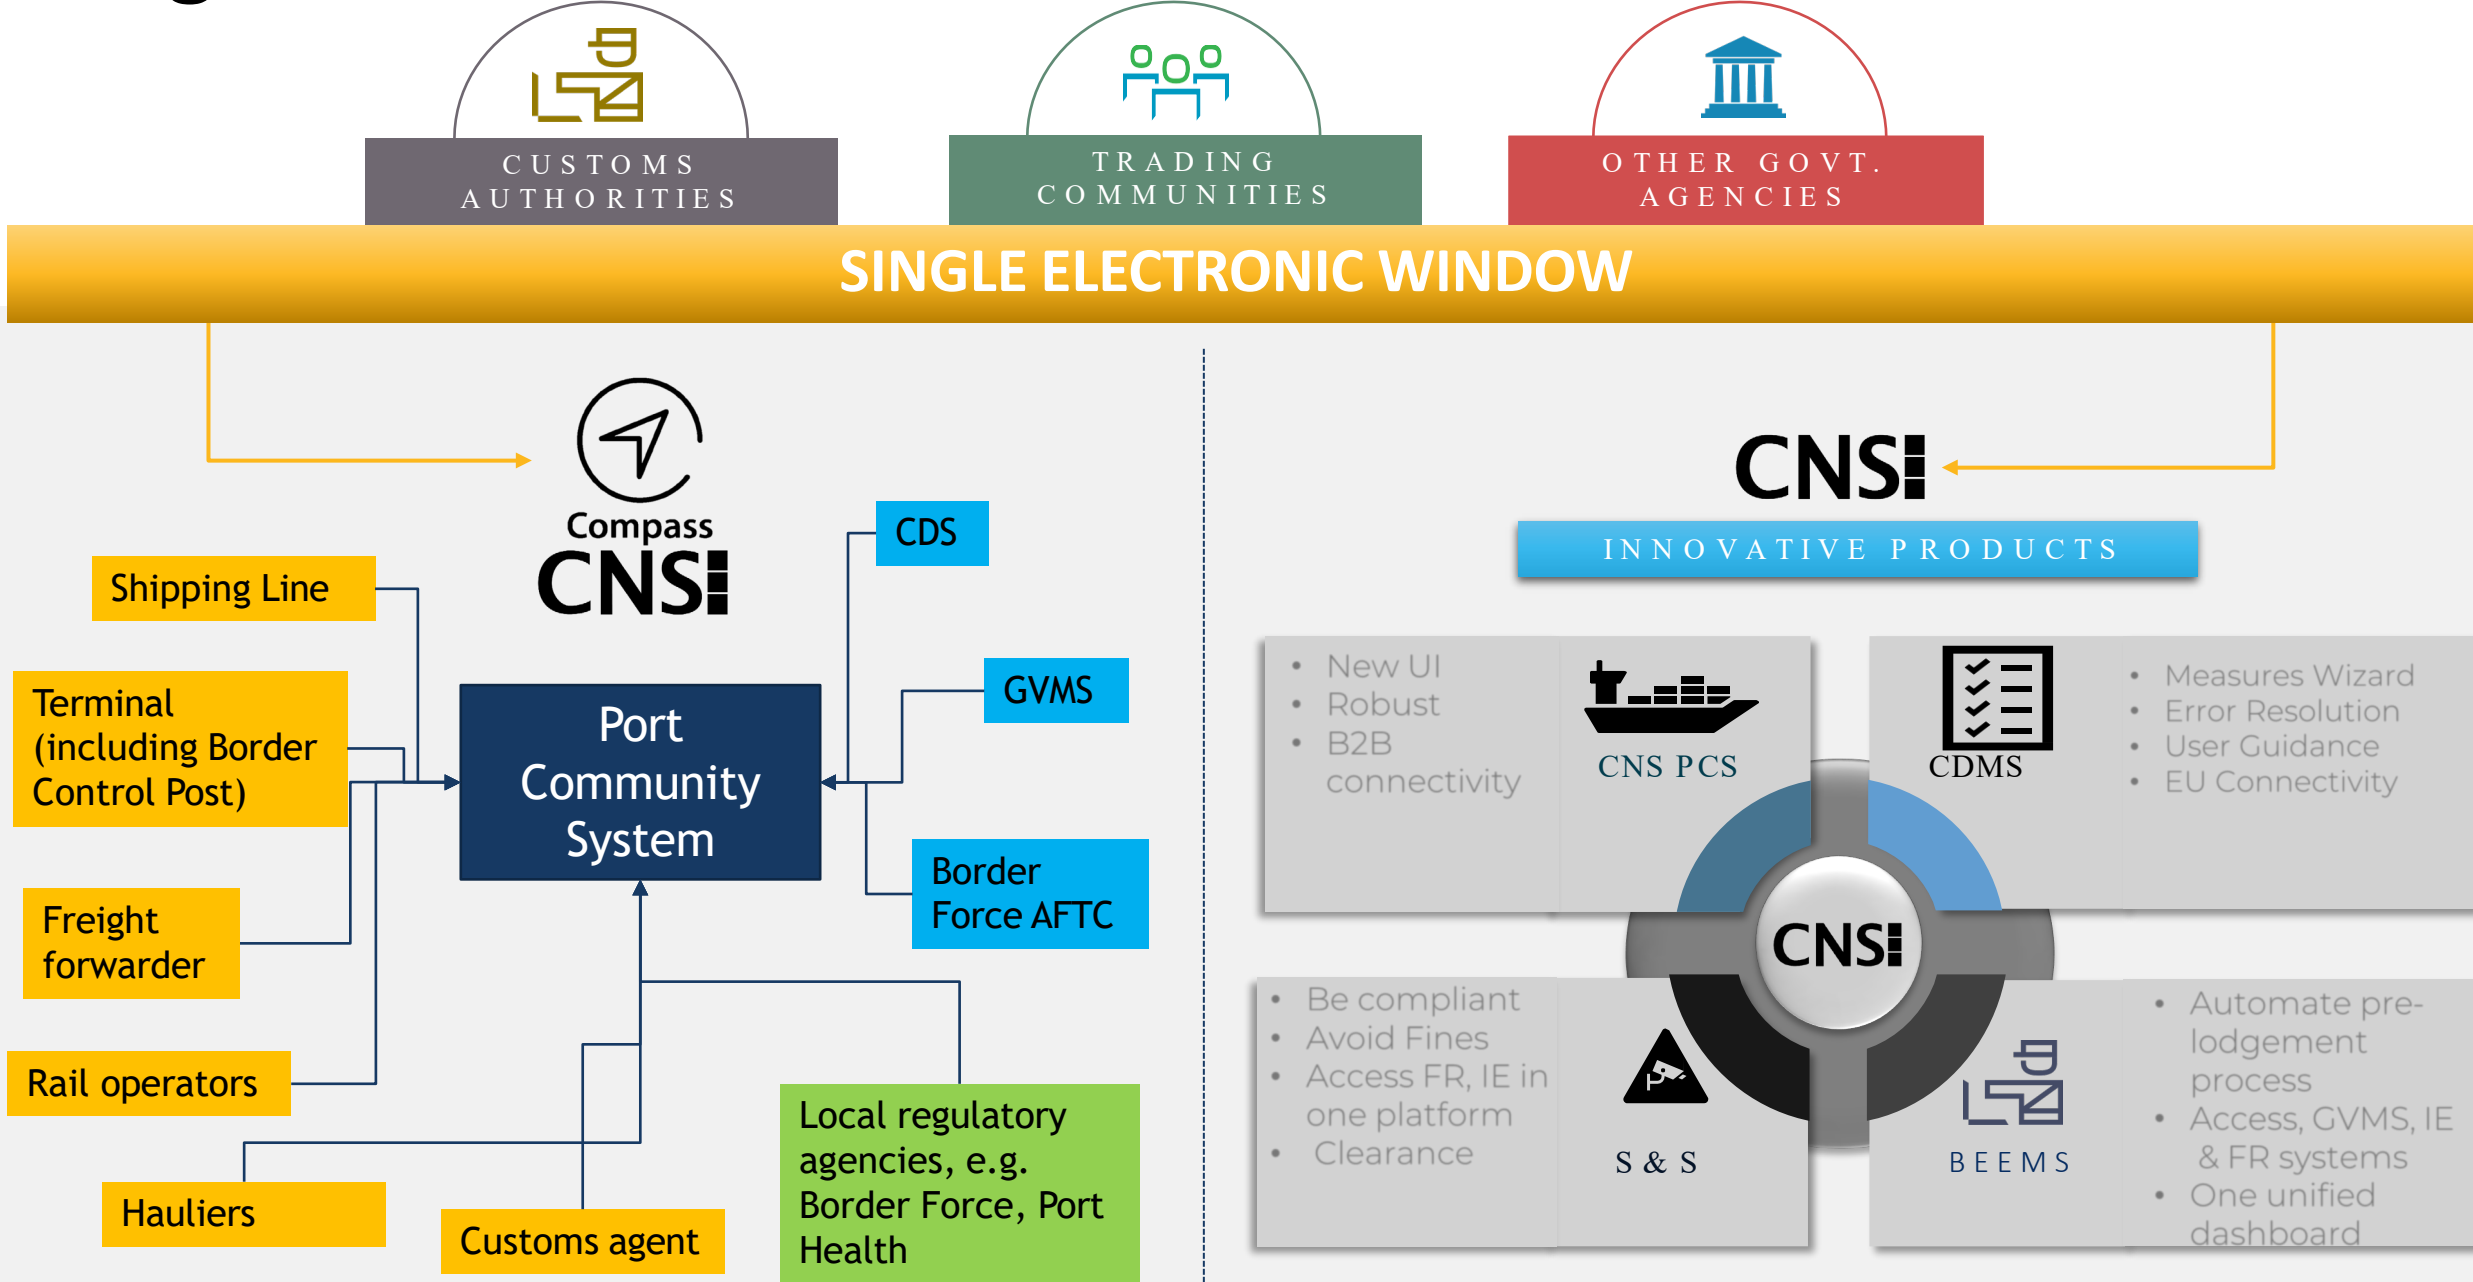 CUSTOMS
AUTHORITIES
TRADING
COMMUNITIES
OTHER GOVT.
AGENCIES
SINGLE ELECTRONIC WINDOW
Compass
CNS
Shipping Line
Terminal
(including Border
Control Post)
Freight
forwarder
Rail operators
Hauliers
Customs agent
Port
Community
System
CDS
GVMS
Border
Force AFTC
Local regulatory
agencies, e.g.
Border Force, Port
Health
CNS
INNOVATIVE PRODUCTS
• New UI
• Robust
• B2B
connectivity
CNS PCS
CDMS
• Measures Wizard
• Error Resolution
• User Guidance
• EU Connectivity
CNS
• Be compliant
• Avoid Fines
• Access FR, IE in
one platform
• Clearance
S & S
BEEMS
• Automate pre-
lodgement
process
• Access, GVMS, IE
& FR systems
• One unified
dashboard